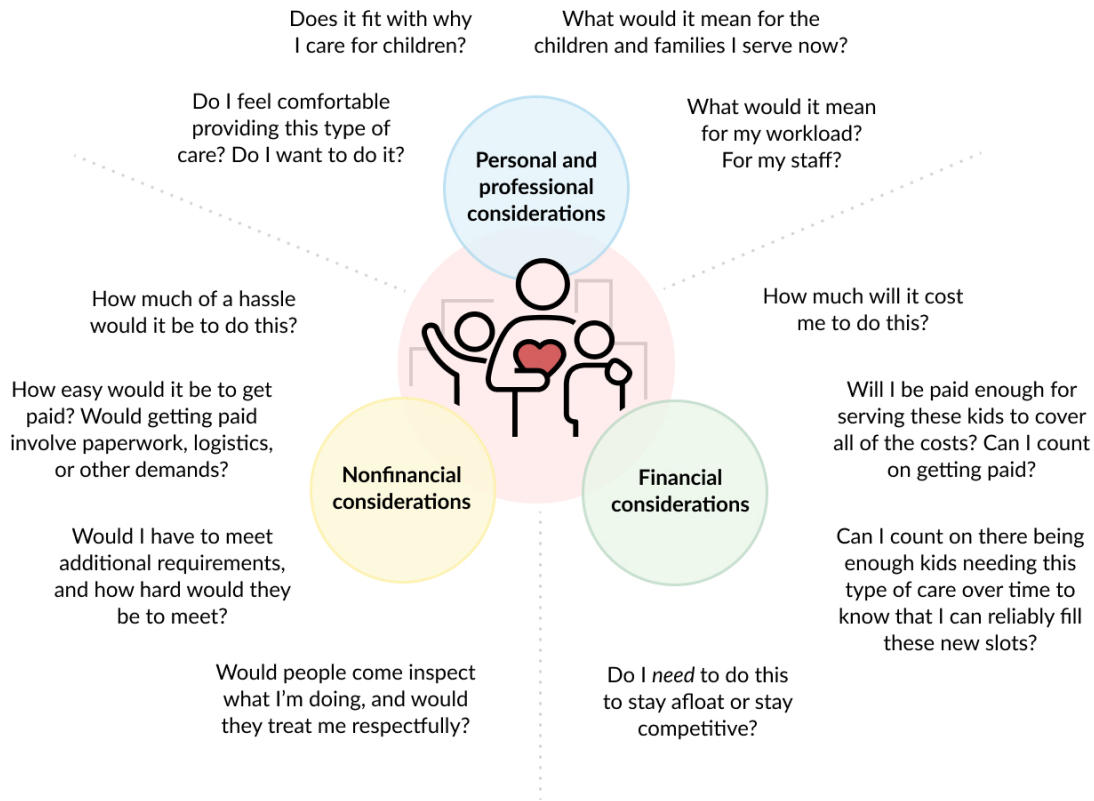 Does it fit with why
I care for children?
What would it mean for the
children and families I serve now?
Do I feel comfortable
providing this type of
care? Do I want to do it?
What would it mean
for my workload?
For my staff?
Personal and
professional
considerations
How much of a hassle
would it be to do this?
How much will it cost
me to do this?
How easy would it be to get
paid? Would getting paid
involve paperwork, logistics,
or other demands?
Will I be paid enough for
serving these kids to cover
all of the costs? Can I count
on getting paid?
Nonfinancial
considerations
Financial
considerations
Would I have to meet
additional requirements,
and how hard would they
be to meet?
Can I count on there being
enough kids needing this
type of care over time to
know that I can reliably fill
these new slots?
Would people come inspect
what I’m doing, and would
they treat me respectfully?
Do I need to do this
to stay afloat or stay
competitive?